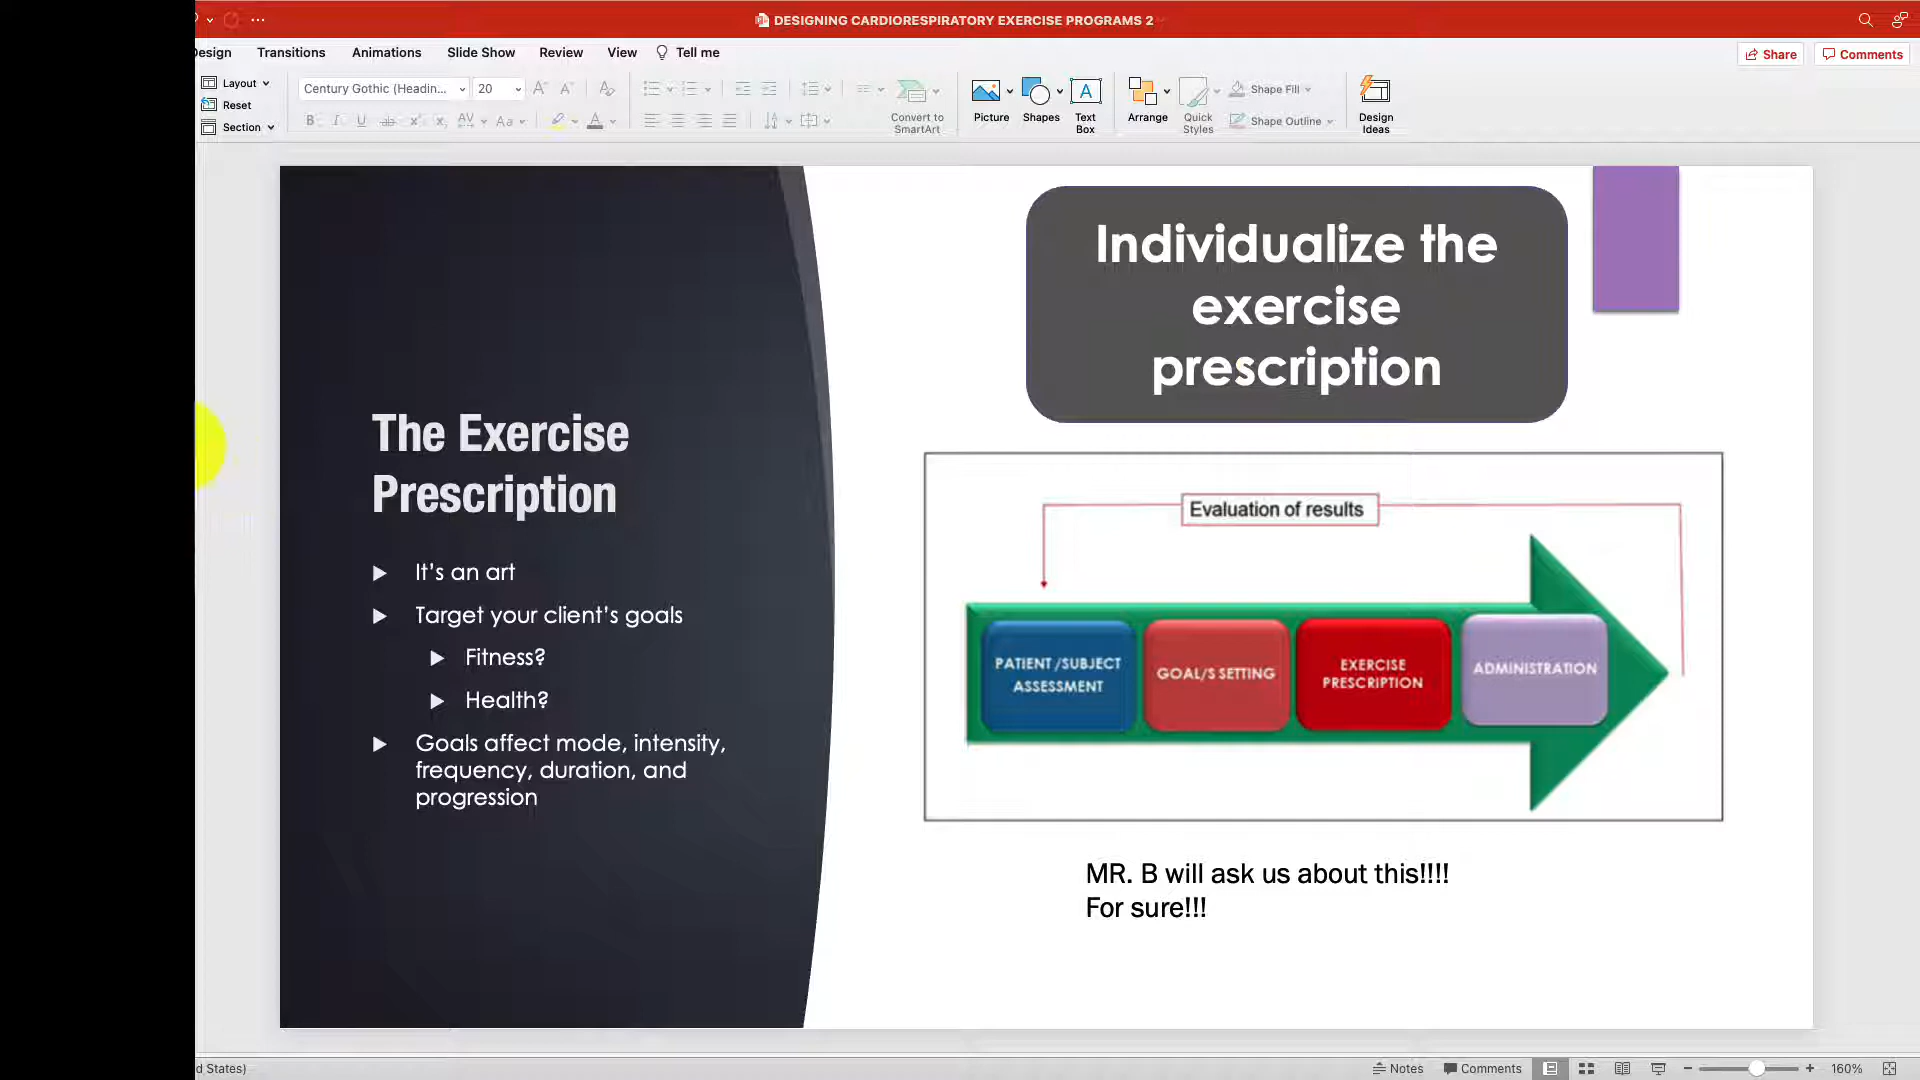 DESIGNING CARDIORESPIRATORY EXERCISE PROGRAMS 2
Design Transitions Animations Slide Show Review View Tell me
Share Comments
Layout
Reset
Section
Century Gothic (Headin... 20
Convert to
SmartArt
Picture Shapes Text
Box
Arrange Quick
Styles
Shape Fill
Shape Outline
Design
Ideas
The Exercise
Prescription
It's an art
Target your client's goals
Fitness?
Health?
Goals affect mode, intensity,
frequency, duration, and
progression
Individualize the
exercise
prescription
Evaluation of results
PATIENT /SUBJECT
ASSESSMENT
GOAL/S SETTING
EXERCISE
PRESCRIPTION
ADMINISTRATION
MR. B will ask us about this!!!!
For sure!!!
d States) Notes Comments 160%